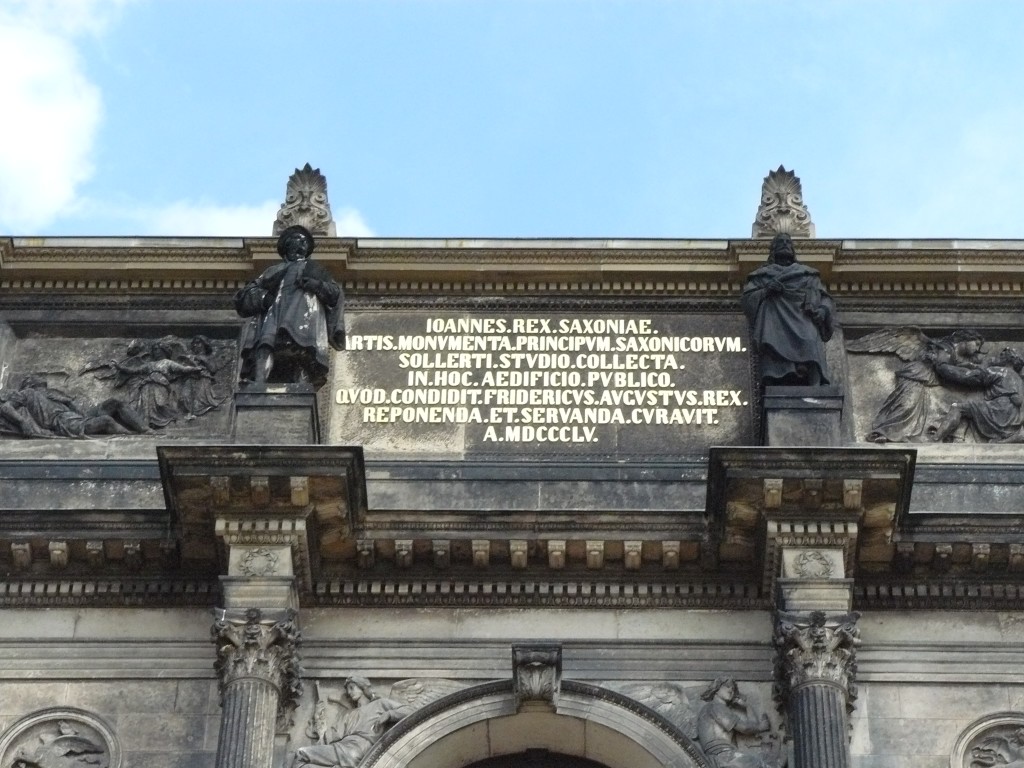 IOANNES.REX.SAXONIAE.
ARTIS.MONVMENTA.PRINCIPVM.SAXONICORVM.
SOLLERTI.STVDIO.COLLECTA.
IN.HOC.AEDIFICIO.PVBLICO.
QVOD.CONDIDIT.FRIDERICVS.AVGVSTVS.REX.
REPONENDA.ET.SERVANDA.CVRAVIT.
A.MDCCCLV.